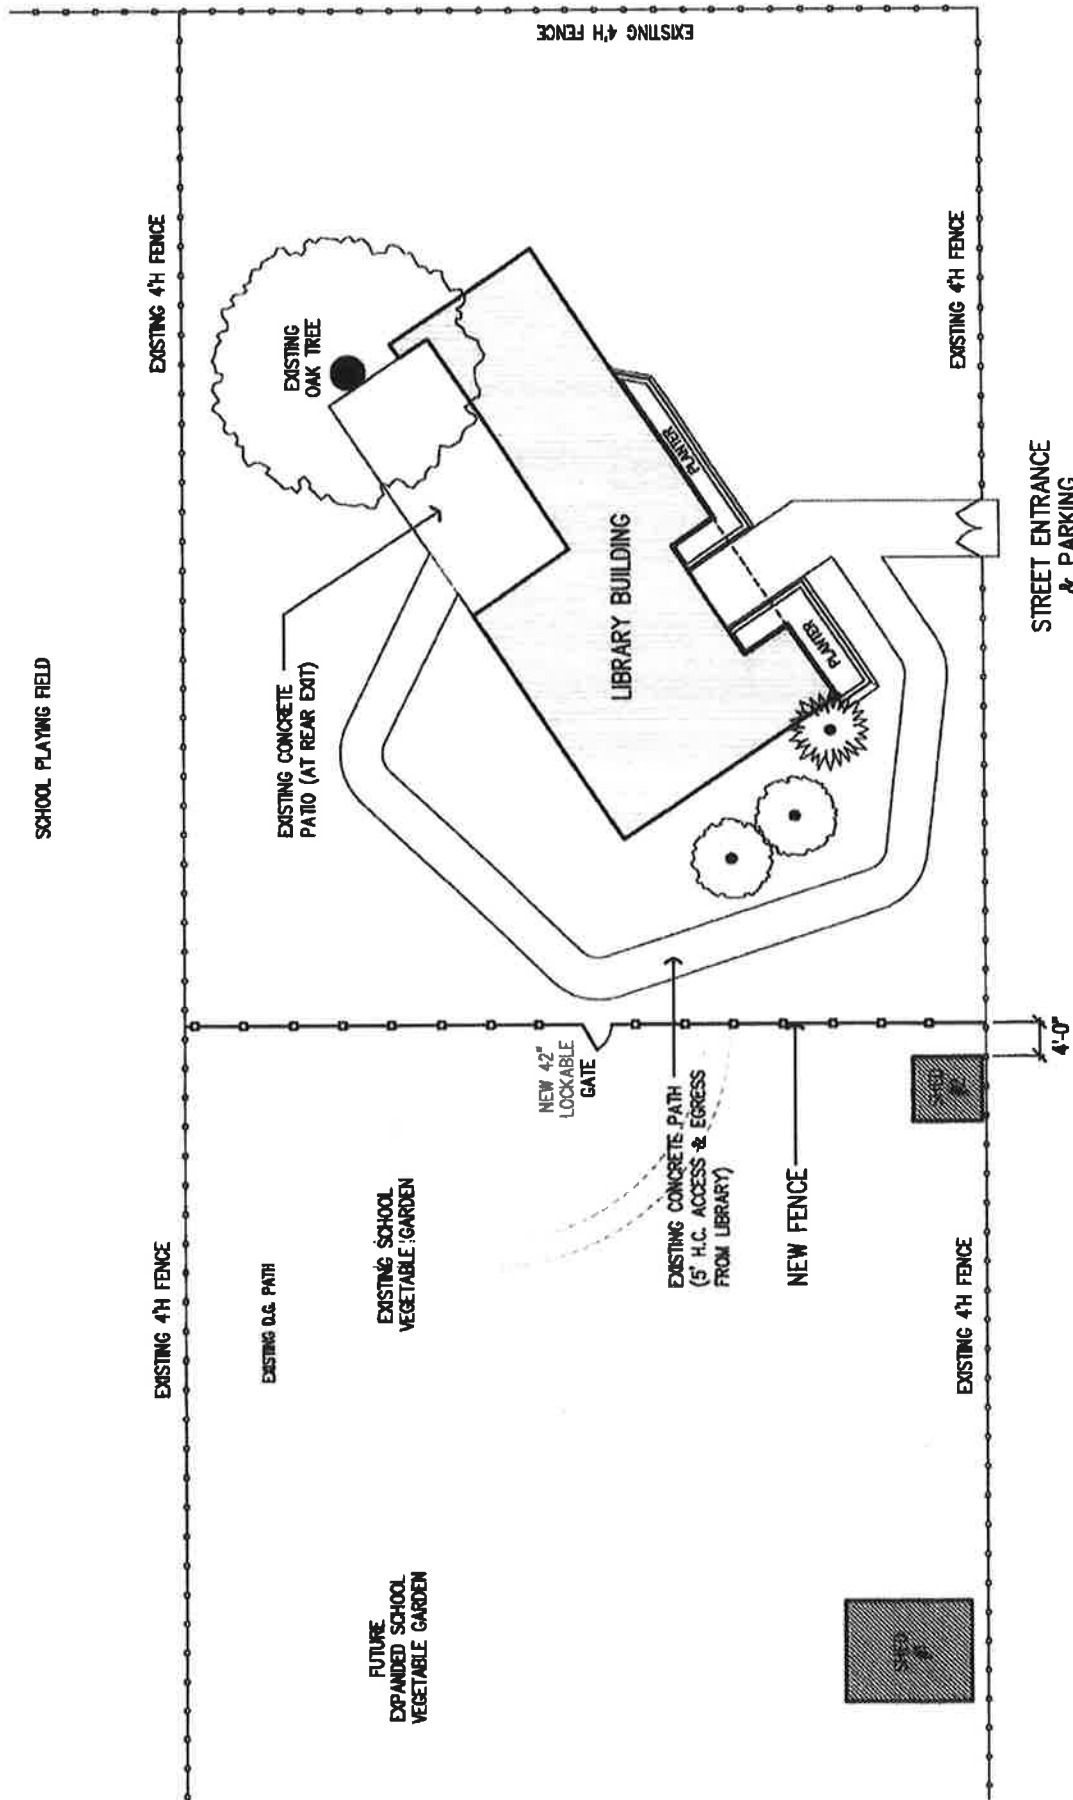 SCHOOL PLAYING FIELD
EXISTING 4'H FENCE
EXISTING 4'H FENCE
EXISTING 4'H FENCE
EXISTING D.G. PATH
EXISTING
OAK TREE
EXISTING CONCRETE
PATIO (AT REAR EXIT)
FUTURE
EXPANDED SCHOOL
VEGETABLE GARDEN
EXISTING SCHOOL
VEGETABLE GARDEN
NEW 42"
LOCKABLE
GATE
LIBRARY BUILDING
PLANTER
PLANTER
EXISTING CONCRETE PATH
(5' H.C. ACCESS & EGRESS
FROM LIBRARY)
NEW FENCE
SHED
#1
SHED
#2
EXISTING 4'H FENCE
EXISTING 4'H FENCE
4'-0"
STREET ENTRANCE
& PARKING